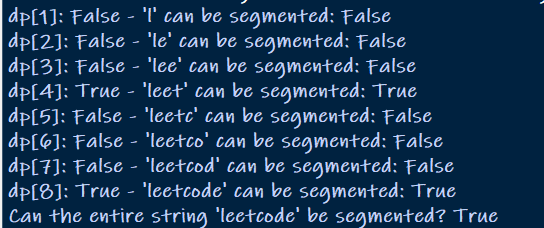 dp[1]: False - 'l' can be segmented: False
dp[2]: False - 'le' can be segmented: False
dp[3]: False - 'lee' can be segmented: False
dp[4]: True - 'leet' can be segmented: True
dp[5]: False - 'leetc' can be segmented: False
dp[6]: False - 'leetco' can be segmented: False
dp[7]: False - 'leetcod' can be segmented: False
dp[8]: True - 'leetcode' can be segmented: True
Can the entire string 'leetcode' be segmented? True